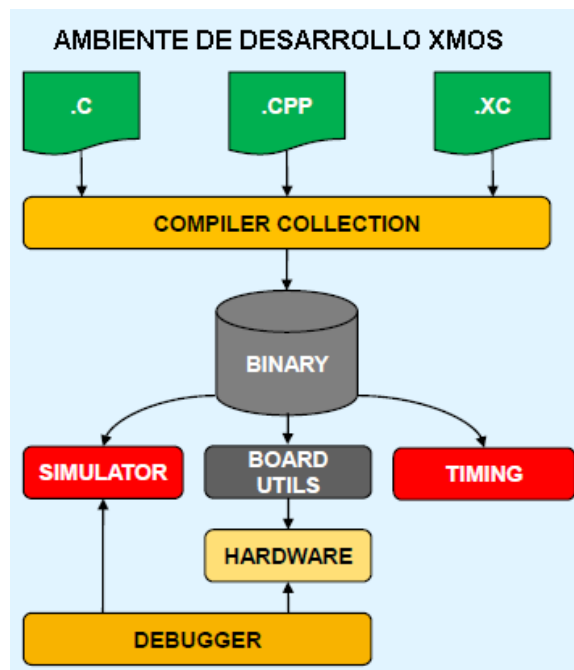 AMBIENTE DE DESARROLLO XMOS
.C
.CPP
.XC
COMPILER COLLECTION
BINARY
SIMULATOR
BOARD
UTILS
TIMING
HARDWARE
DEBUGGER